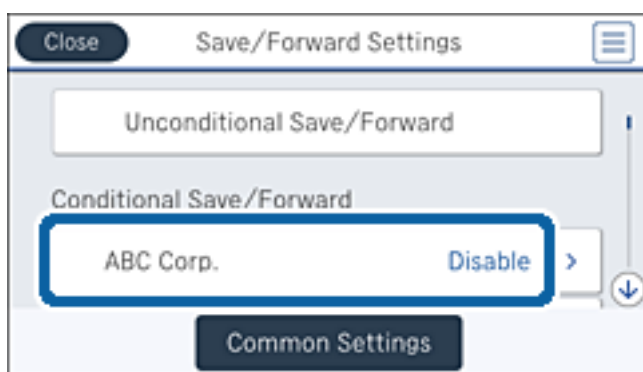 Close Save/Forward Settings
Unconditional Save/Forward
Conditional Save/Forward
ABC Corp. Disable >
Common Settings